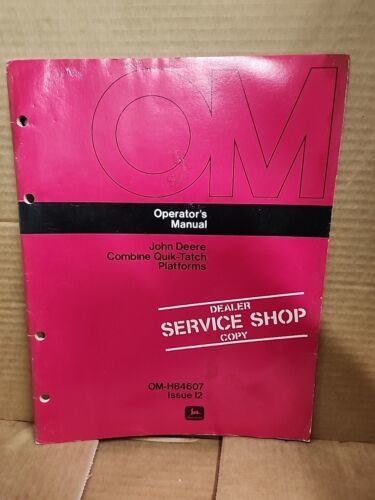 OM
Operator's
Manual
John Deere
Combine Quik-Tatch
Platforms
DEALER
SERVICE SHOP
COPY
OM-H84607
Issue I2